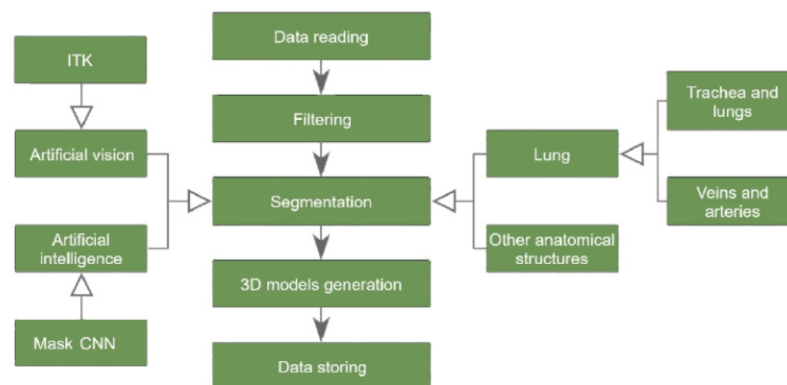 Data reading
ITK
Trachea and
lungs
Filtering
Artificial vision
Lung
Segmentation
Veins and
arteries
Artificial
intelligence
Other anatomical
structures
3D models generation
Mask CNN
Data storing